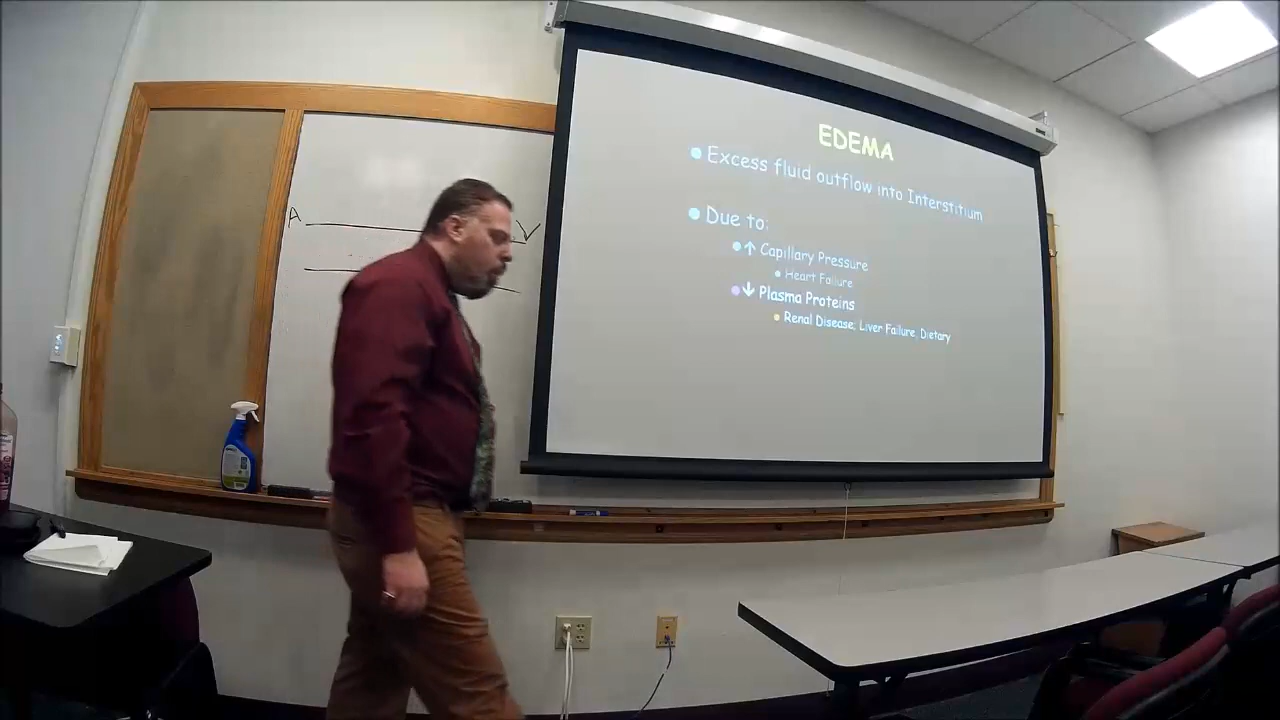 EDEMA
• Excess fluid outflow into Interstitium
• Due to:
• ↑ Capillary Pressure
• Heart Failure
• ↓ Plasma Proteins
• Renal Disease, Liver Failure, Dietary
A V